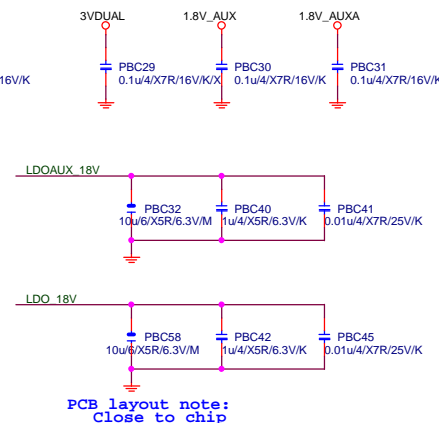 3VDUAL 1.8V_AUX 1.8V_AUXA
PBC29 PBC30 PBC31
16V/K 0.1u/4/X7R/16V/K/X 0.1u/4/X7R/16V/K 0.1u/4/X7R/16V/K
LDOAUX_18V
PBC32 PBC40 PBC41
10u/6/X5R/6.3V/M 1u/4/X5R/6.3V/K 0.01u/4/X7R/25V/K
LDO_18V
PBC58 PBC42 PBC45
10u/6/X5R/6.3V/M 1u/4/X5R/6.3V/K 0.01u/4/X7R/25V/K
PCB layout note:
Close to chip